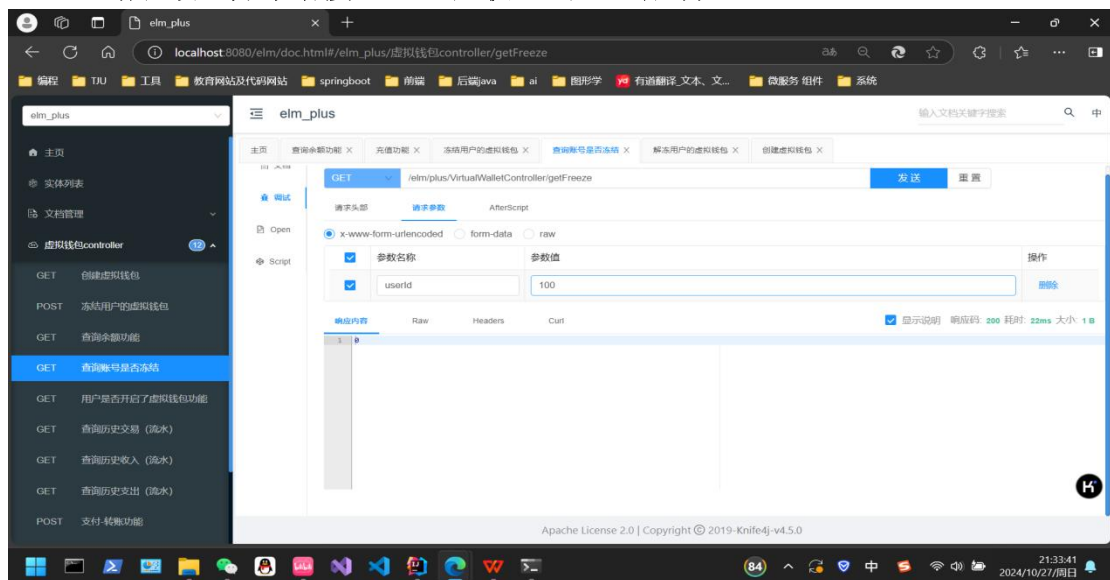 elm_plus
localhost:8080/elm/doc.html#/elm_plus/虚拟钱包controller/getFreeze
编程 TJU 工具 教育网站及代码网站 springboot 前端 后端java ai 图形学 有道翻译_文本、文... 微服务 组件 系统
elm_plus
elm_plus
输入文档关键字搜索
中
主页
实体列表
文档管理
虚拟钱包controller 12
GET 创建虚拟钱包
POST 冻结用户的虚拟钱包
GET 查询余额功能
GET 查询账号是否冻结
GET 用户是否开启了虚拟钱包功能
GET 查询历史交易（流水）
GET 查询历史收入（流水）
GET 查询历史支出（流水）
POST 支付-转账功能
主页 查询余额功能 充值功能 冻结用户的虚拟钱包 查询账号是否冻结 解冻用户的虚拟钱包 创建虚拟钱包
调试
Open
Script
GET /elm/plus/VirtualWalletController/getFreeze 发送 重置
请求头部 请求参数 AfterScript
x-www-form-urlencoded form-data raw
参数名称 参数值 操作
userId 100 删除
响应内容 Raw Headers Curl 显示说明 响应码: 200 耗时: 22ms 大小: 1 B
1 0
Apache License 2.0 | Copyright © 2019-Knife4j-v4.5.0
84 中 21:33:41
2024/10/27/周日